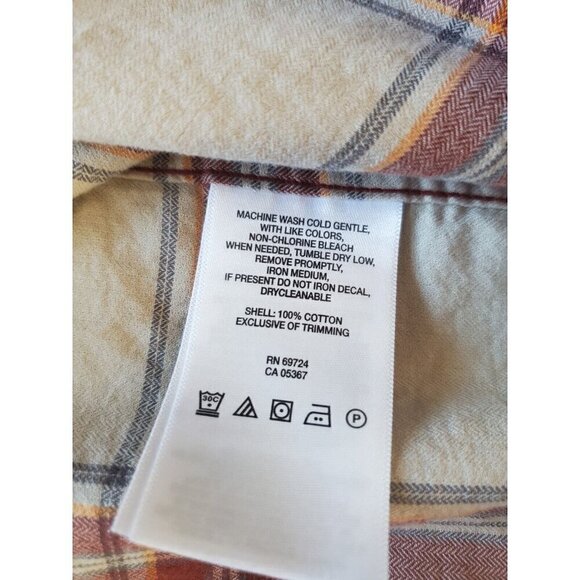 MACHINE WASH COLD GENTLE,
WITH LIKE COLORS,
NON-CHLORINE BLEACH
WHEN NEEDED, TUMBLE DRY LOW,
REMOVE PROMPTLY,
IRON MEDIUM,
IF PRESENT DO NOT IRON DECAL,
DRYCLEANABLE
SHELL: 100% COTTON
EXCLUSIVE OF TRIMMING
RN 69724
CA 05367
30C P